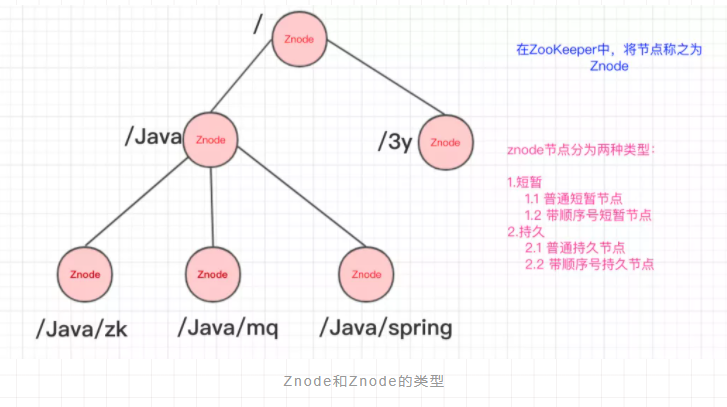 /
Znode
在ZooKeeper中，将节点称之为
Znode
/Java
Znode
/3y
Znode
znode节点分为两种类型：
1.短暂
1.1 普通短暂节点
1.2 带顺序号短暂节点
2.持久
2.1 普通持久节点
2.2 带顺序号持久节点
Znode
Znode
Znode
/Java/zk
/Java/mq
/Java/spring
Znode和Znode的类型